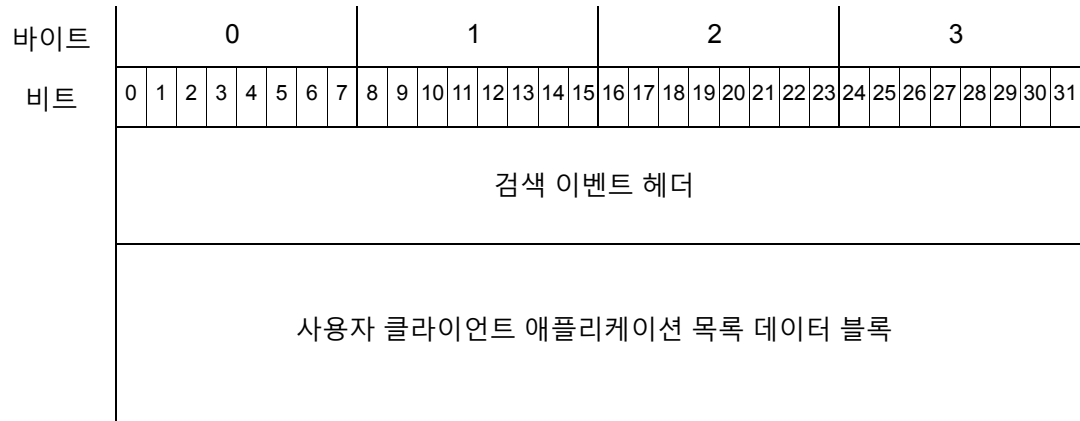 바이트 0 1 2 3
비트 0 1 2 3 4 5 6 7 8 9 10 11 12 13 14 15 16 17 18 19 20 21 22 23 24 25 26 27 28 29 30 31
검색 이벤트 헤더
사용자 클라이언트 애플리케이션 목록 데이터 블록